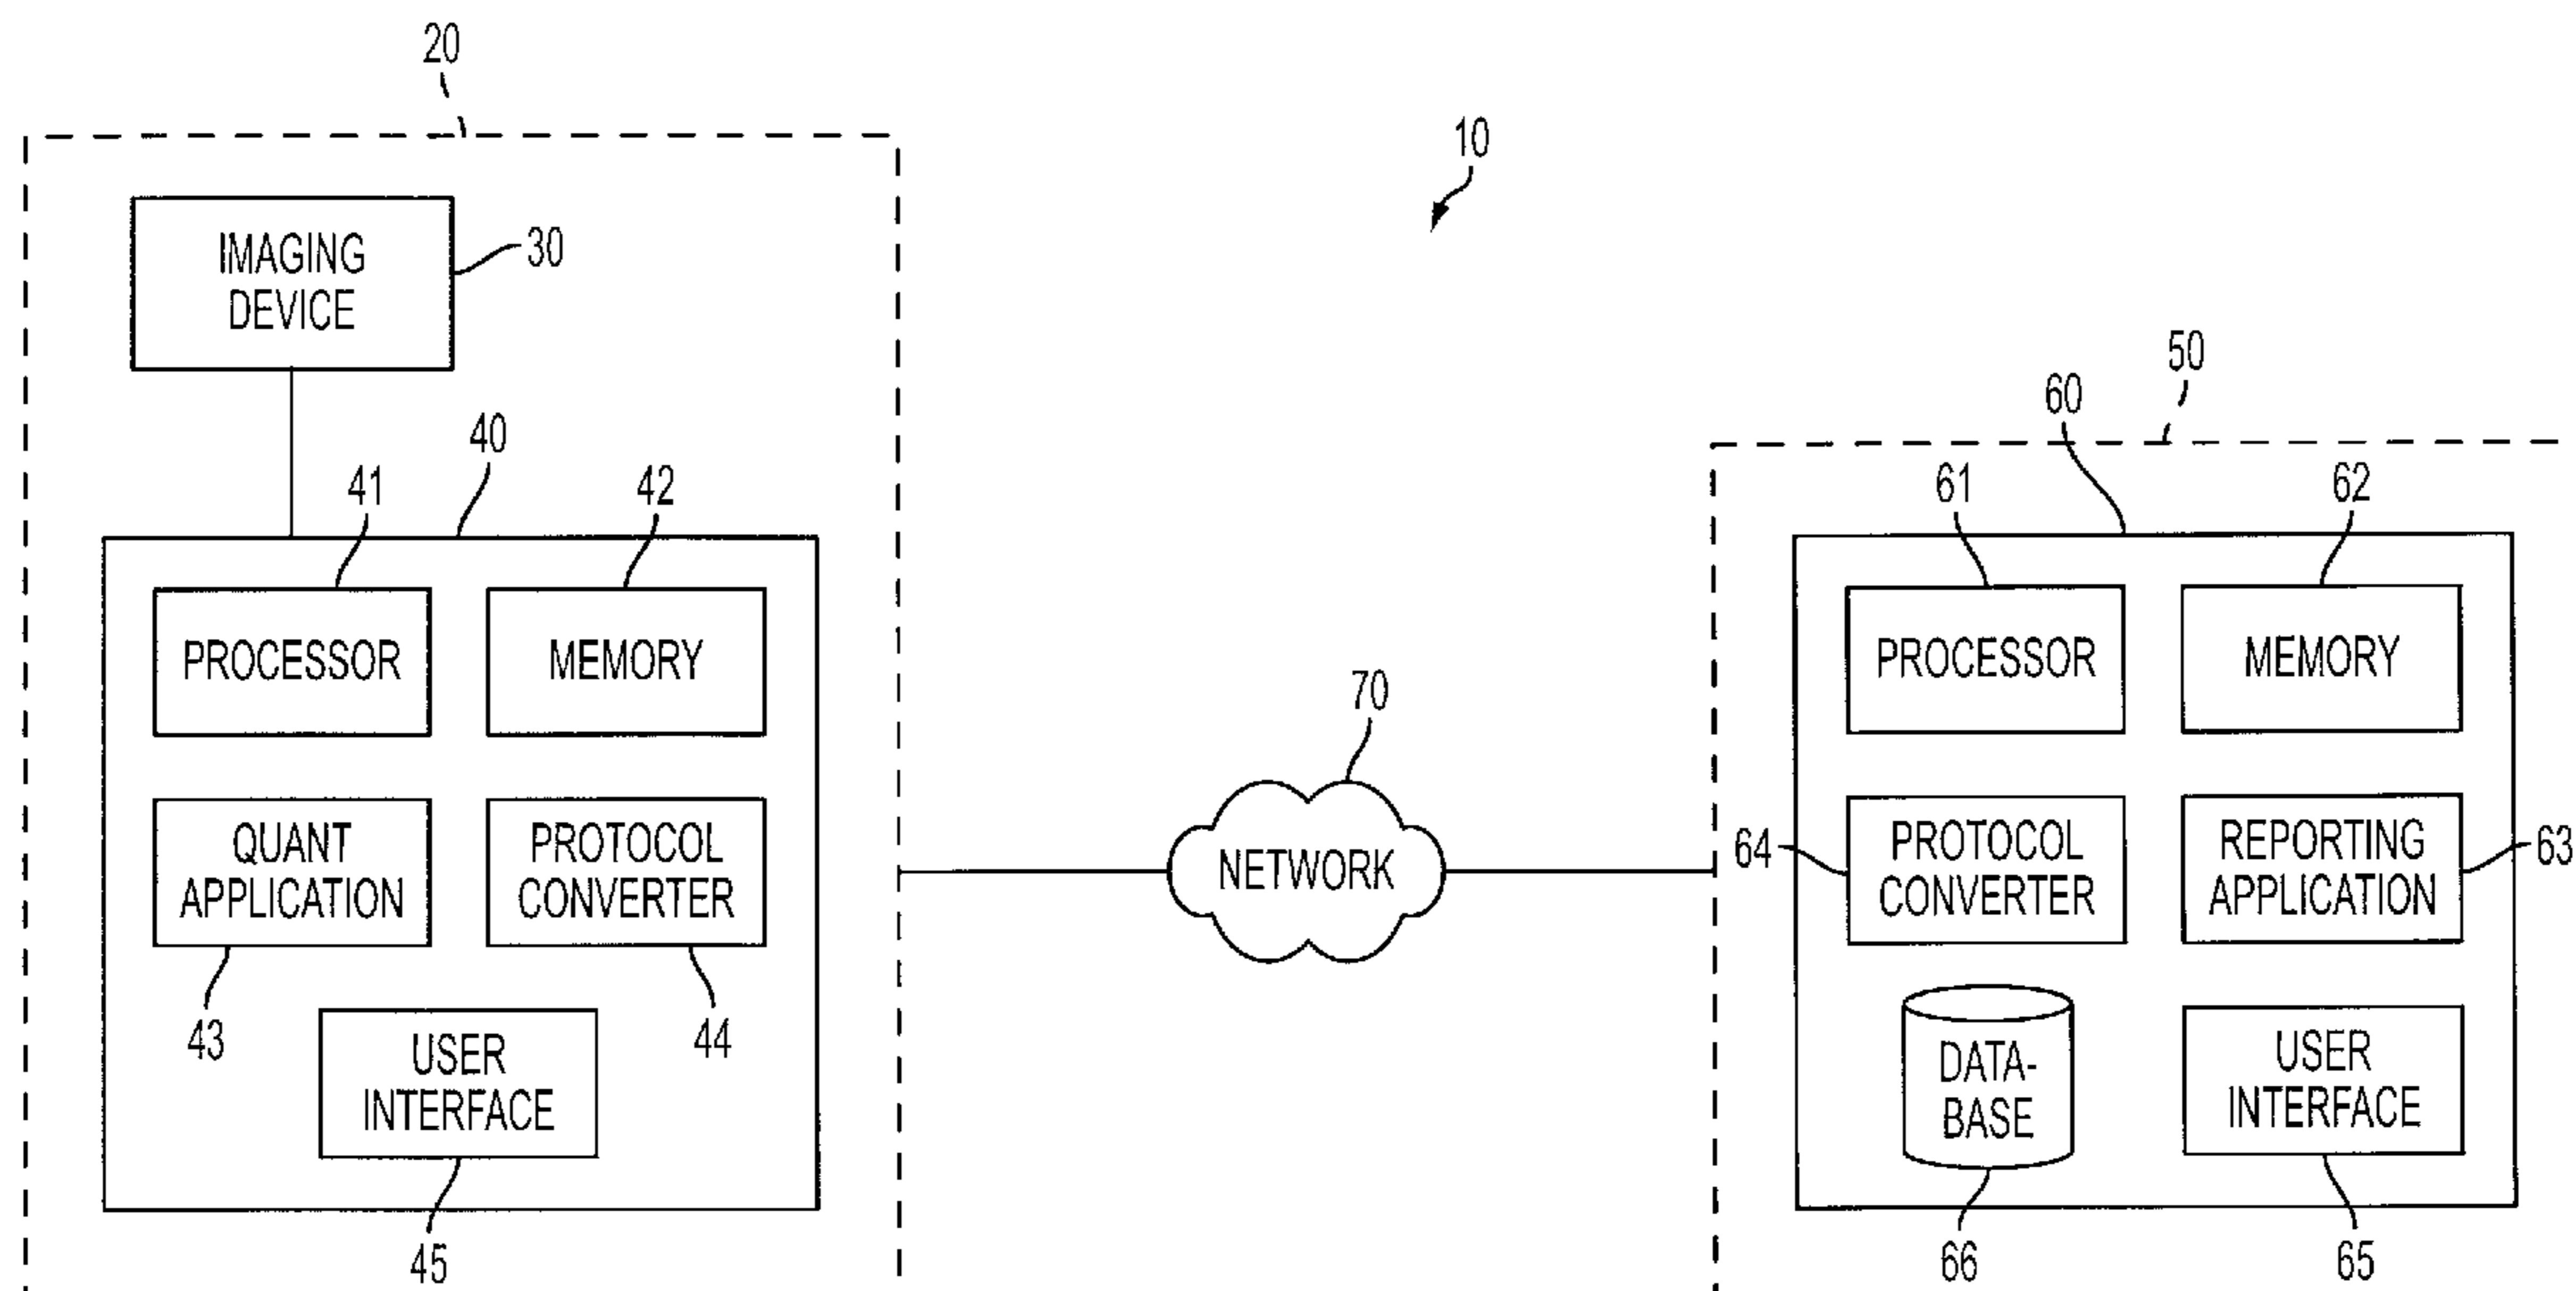 20
10
IMAGING
DEVICE
30
50
60
40
41
42
61
62
PROCESSOR
MEMORY
PROCESSOR
MEMORY
70
QUANT
APPLICATION
PROTOCOL
CONVERTER
NETWORK
64
PROTOCOL
CONVERTER
REPORTING
APPLICATION
63
43
USER
INTERFACE
44
DATA-
BASE
USER
INTERFACE
45
66
65